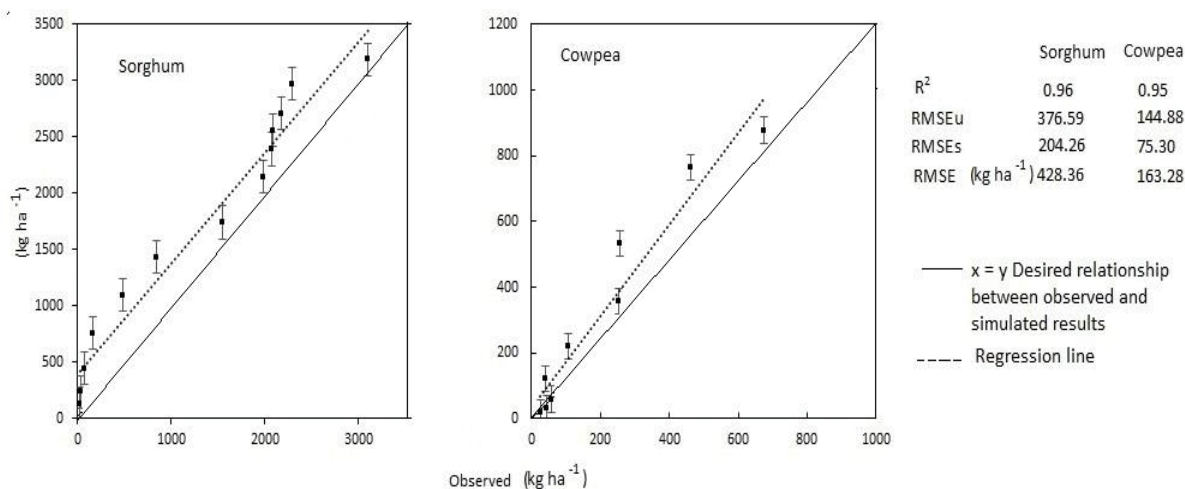 3500
3000
2500
2000
1500
1000
500
0
(kg ha -1)
Sorghum
0 1000 2000 3000
1200
1000
800
600
400
200
0
Cowpea
0 200 400 600 800 1000
Observed (kg ha -1)
Sorghum Cowpea
R2 0.96 0.95
RMSEu 376.59 144.88
RMSEs 204.26 75.30
RMSE (kg ha -1) 428.36 163.28
x = y Desired relationship
between observed and
simulated results
Regression line